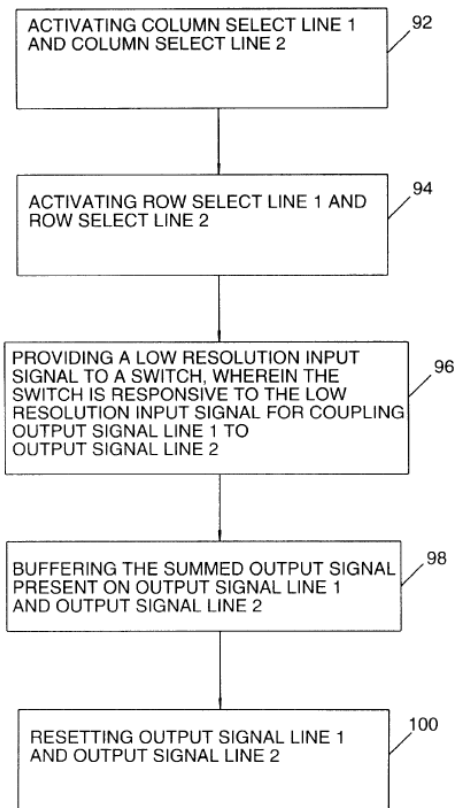 ACTIVATING COLUMN SELECT LINE 1
AND COLUMN SELECT LINE 2
92
ACTIVATING ROW SELECT LINE 1 AND
ROW SELECT LINE 2
94
PROVIDING A LOW RESOLUTION INPUT
SIGNAL TO A SWITCH, WHEREIN THE
SWITCH IS RESPONSIVE TO THE LOW
RESOLUTION INPUT SIGNAL FOR COUPLING
OUTPUT SIGNAL LINE 1 TO
OUTPUT SIGNAL LINE 2
96
BUFFERING THE SUMMED OUTPUT SIGNAL
PRESENT ON OUTPUT SIGNAL LINE 1
AND OUTPUT SIGNAL LINE 2
98
RESETTING OUTPUT SIGNAL LINE 1
AND OUTPUT SIGNAL LINE 2
100